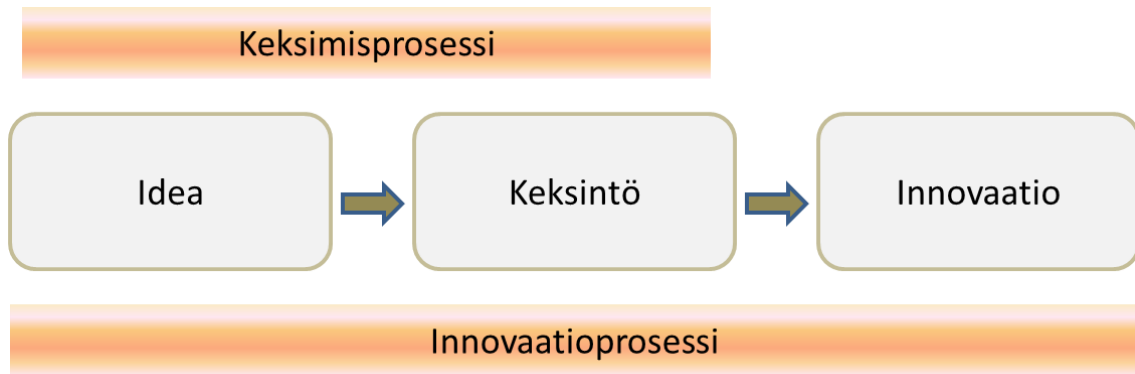 Keksimisprosessi
Idea
Keksintö
Innovaatio
Innovaatioprosessi